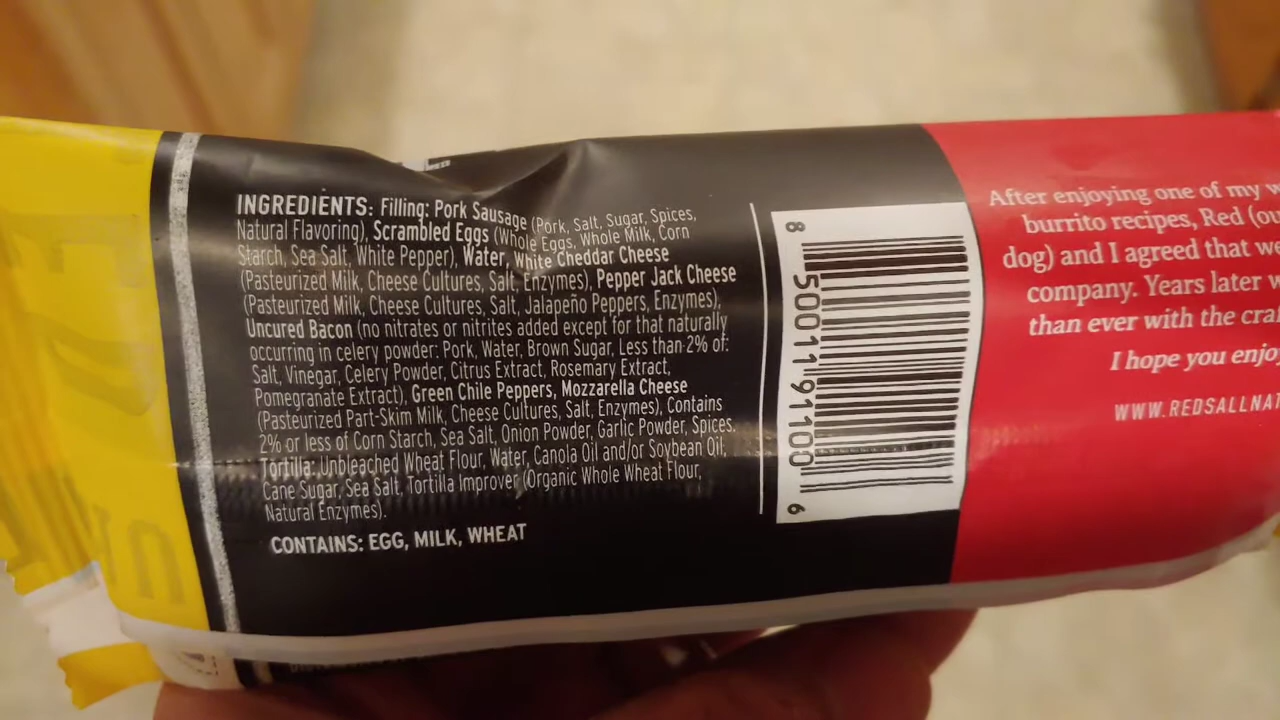 INGREDIENTS: Filling: Pork Sausage (Pork, Salt, Sugar, Spices,
Natural Flavoring), Scrambled Eggs (Whole Eggs, Whole Milk, Corn
Starch, Sea Salt, White Pepper), Water, White Cheddar Cheese
(Pasteurized Milk, Cheese Cultures, Salt, Enzymes), Pepper Jack Cheese
(Pasteurized Milk, Cheese Cultures, Salt, Jalapeño Peppers, Enzymes),
Uncured Bacon (no nitrates or nitrites added except for that naturally
occurring in celery powder: Pork, Water, Brown Sugar, Less than 2% of:
Salt, Vinegar, Celery Powder, Citrus Extract, Rosemary Extract,
Pomegranate Extract), Green Chile Peppers, Mozzarella Cheese
(Pasteurized Part-Skim Milk, Cheese Cultures, Salt, Enzymes), Contains
2% or less of Corn Starch, Sea Salt, Onion Powder, Garlic Powder, Spices.
Tortilla: Unbleached Wheat Flour, Water, Canola Oil and/or Soybean Oil,
Cane Sugar, Sea Salt, Tortilla Improver (Organic Whole Wheat Flour,
Natural Enzymes).
CONTAINS: EGG, MILK, WHEAT
8 50011 91100 6
After enjoying one of my
burrito recipes, Red (ou
dog) and I agreed that we
company. Years later
than ever with the craf
I hope you enjo
WWW.REDSALLNAT